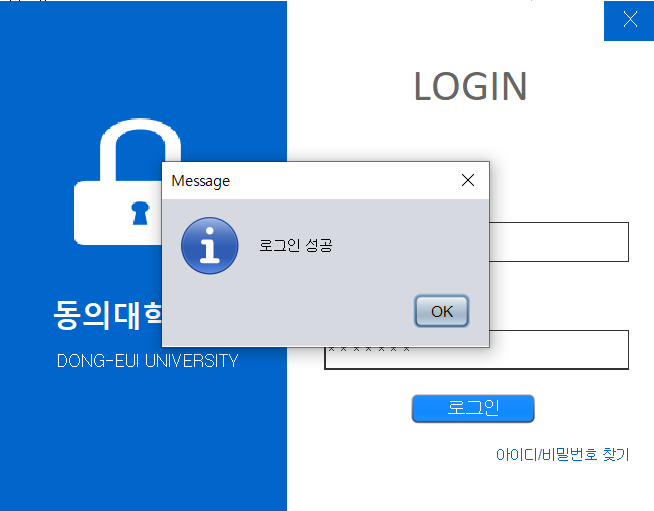 X
LOGIN
Message
로그인 성공
OK
동의대학
DONG-EUI UNIVERSITY
*******
로그인
아이디/비밀번호 찾기